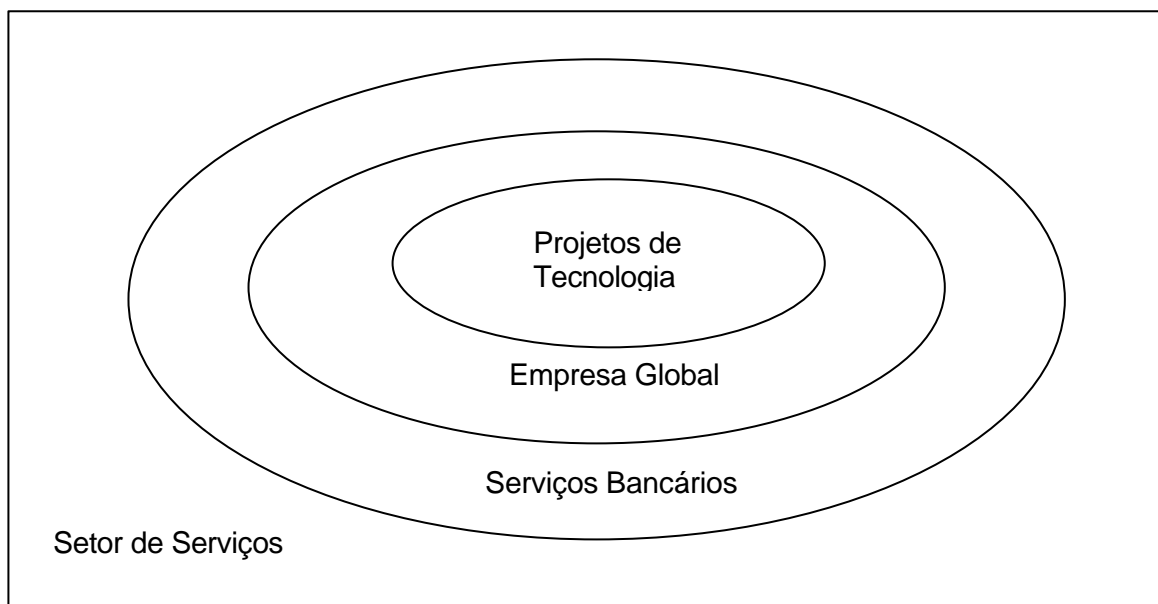 Projetos de
Tecnologia
Empresa Global
Serviços Bancários
Setor de Serviços